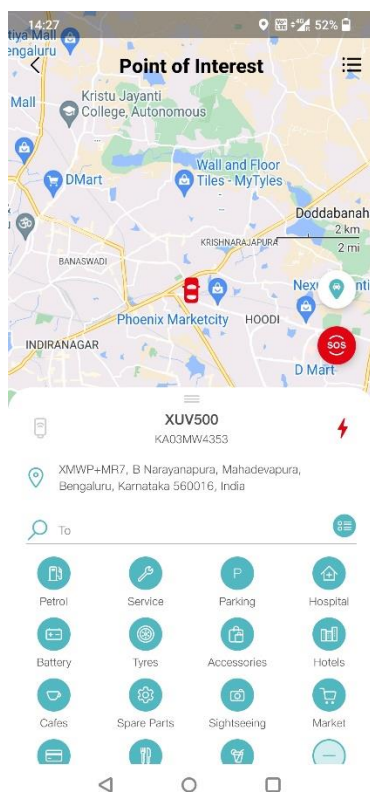 14:27
52%
tiya Mall
engaluru
Point of Interest
Mall
Kristu Jayanti
College, Autonomous
DMart
Wall and Floor
Tiles - MyTyles
Doddabanah
2 km
2 mi
KRISHNARAJAPURA
BANASWADI
Nex
nti
Phoenix Marketcity
HOODI
INDIRANAGAR
SOS
D Mart
XUV500
KA03MW4353
XMWP+MR7, B Narayanapura, Mahadevapura,
Bengaluru, Karnataka 560016, India
To
P
Petrol
Service
Parking
Hospital
Battery
Tyres
Accessories
Hotels
Cafes
Spare Parts
Sightseeing
Market